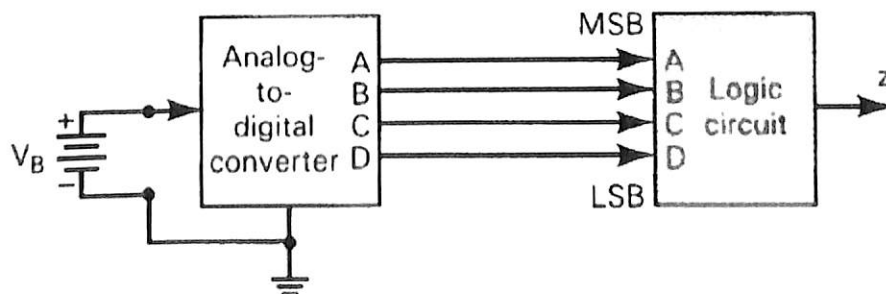 MSB
Analog-
to-
digital
converter
A
B
C
D
A
B
C
D
Logic
circuit
z
+
V_B
−
LSB